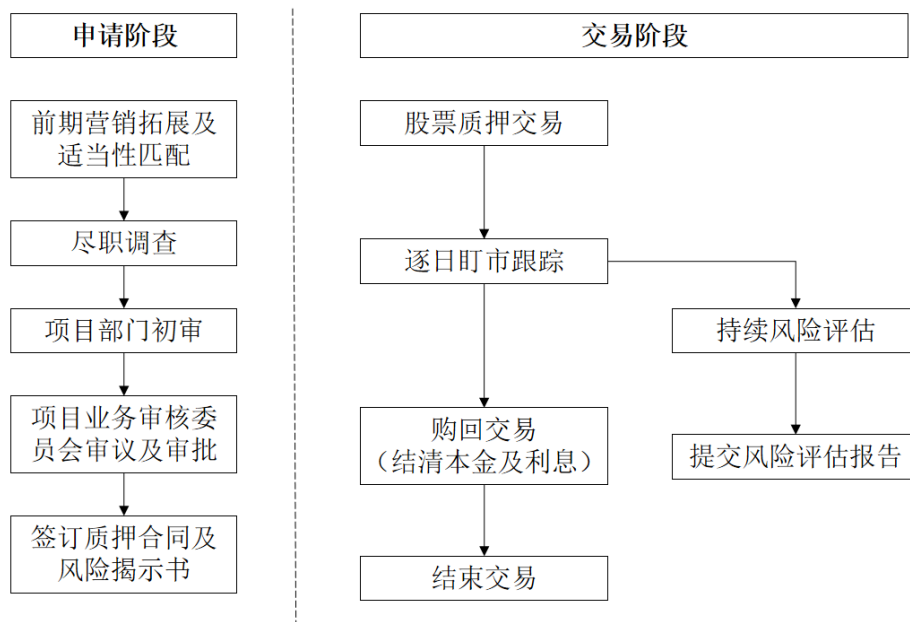 申请阶段
前期营销拓展及
适当性匹配
尽职调查
项目部门初审
项目业务审核委
员会审议及审批
签订质押合同及
风险揭示书
交易阶段
股票质押交易
逐日盯市跟踪
持续风险评估
购回交易
（结清本金及利息）
提交风险评估报告
结束交易